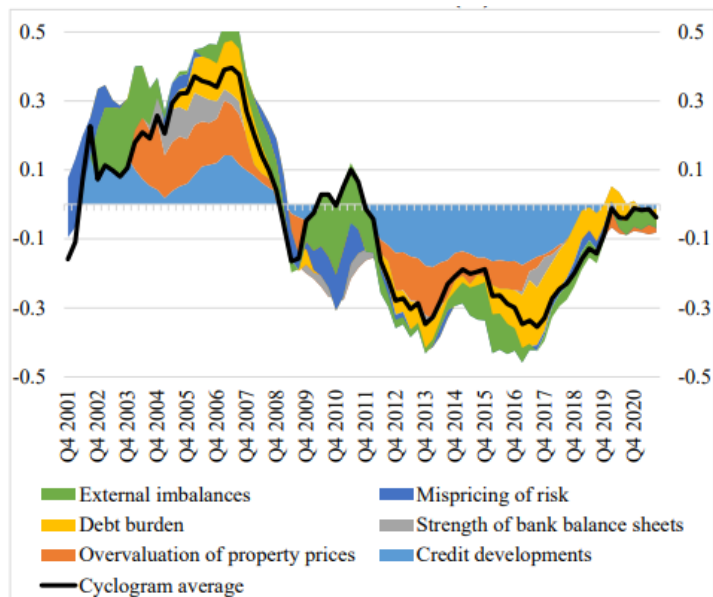 0.5 0.5
0.3 0.3
0.1 0.1
-0.1 -0.1
-0.3 -0.3
-0.5 -0.5
Q4 2001
Q4 2002
Q4 2003
Q4 2004
Q4 2005
Q4 2006
Q4 2007
Q4 2008
Q4 2009
Q4 2010
Q4 2011
Q4 2012
Q4 2013
Q4 2014
Q4 2015
Q4 2016
Q4 2017
Q4 2018
Q4 2019
Q4 2020
External imbalances Mispricing of risk
Debt burden Strength of bank balance sheets
Overvaluation of property prices Credit developments
Cyclogram average